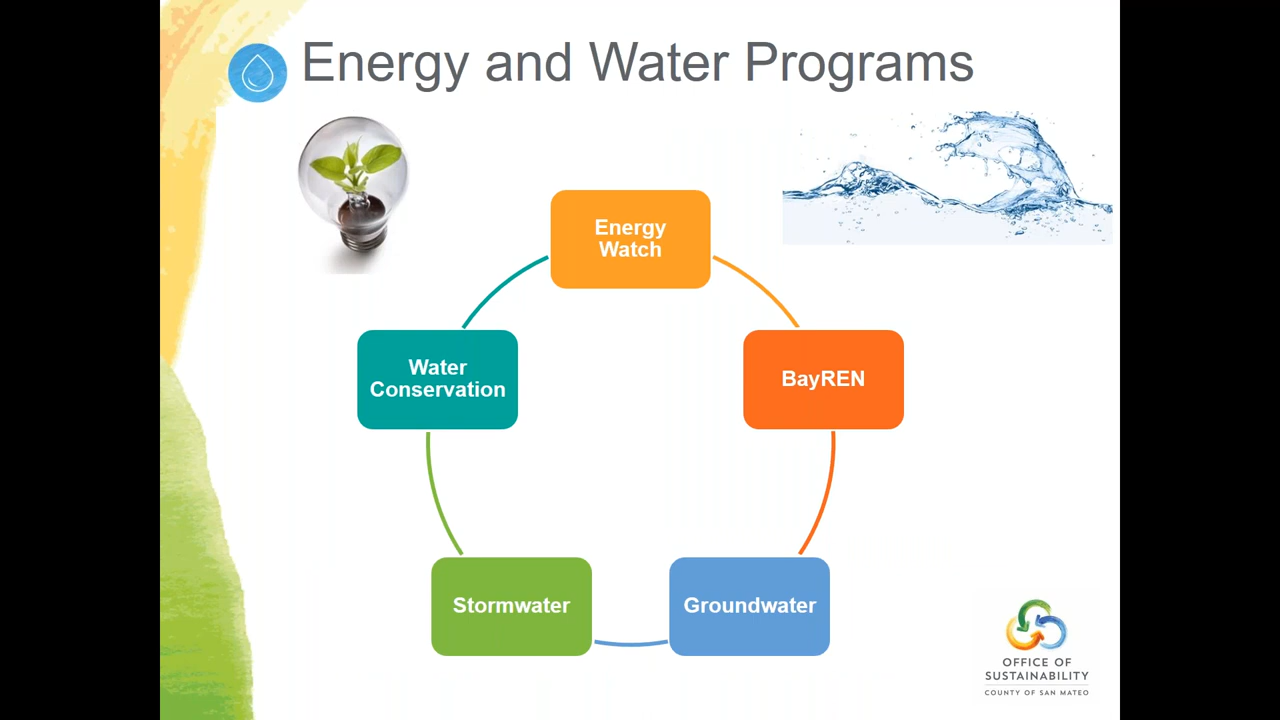 Energy and Water Programs
Energy
Watch
Water
Conservation
BayREN
Stormwater
Groundwater
OFFICE OF
SUSTAINABILITY
COUNTY OF SAN MATEO